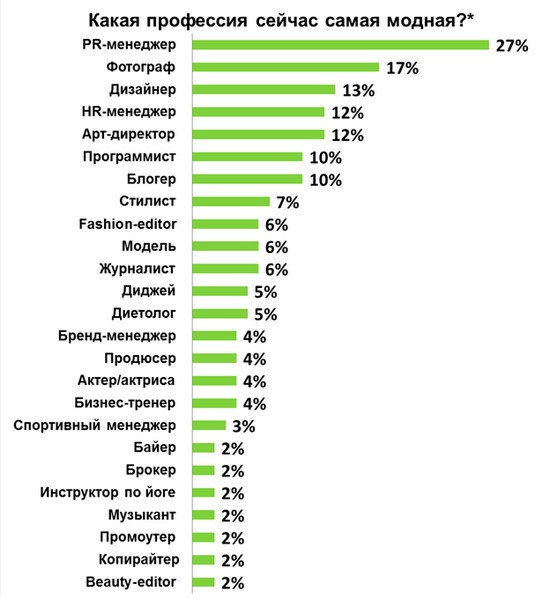 Какая профессия сейчас самая модная?*
PR-менеджер 27%
Фотограф 17%
Дизайнер 13%
HR-менеджер 12%
Арт-директор 12%
Программист 10%
Блогер 10%
Стилист 7%
Fashion-editor 6%
Модель 6%
Журналист 6%
Диджей 5%
Диетолог 5%
Бренд-менеджер 4%
Продюсер 4%
Актер/актриса 4%
Бизнес-тренер 4%
Спортивный менеджер 3%
Байер 2%
Брокер 2%
Инструктор по йоге 2%
Музыкант 2%
Промоутер 2%
Копирайтер 2%
Beauty-editor 2%